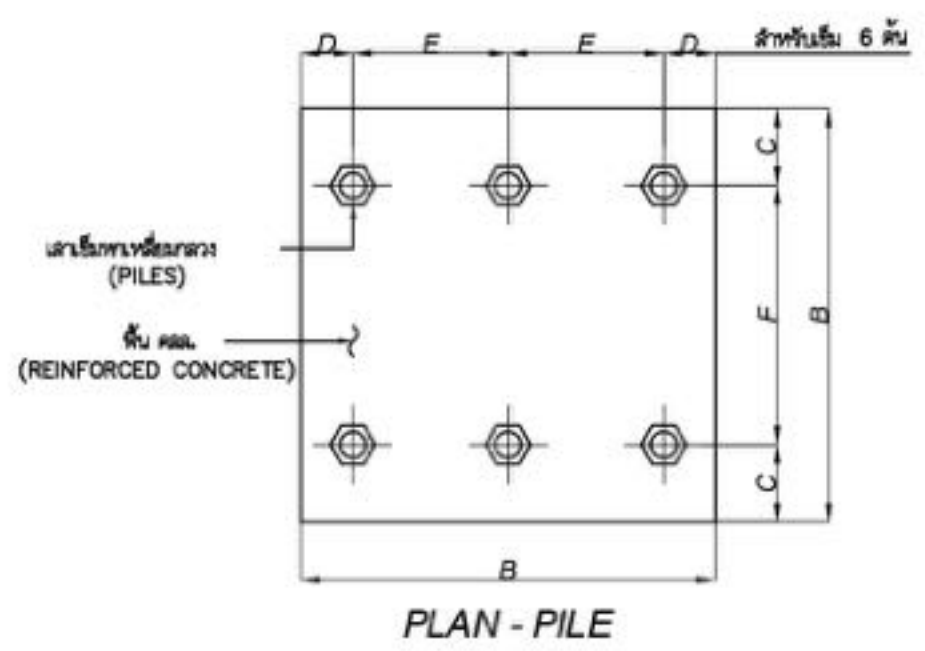 D E E D สำหรับเข็ม 6 ต้น
C
เสาเข็มหกเหลี่ยมกลวง
(PILES)
F B
พื้น คสล.
(REINFORCED CONCRETE)
C
B
PLAN - PILE